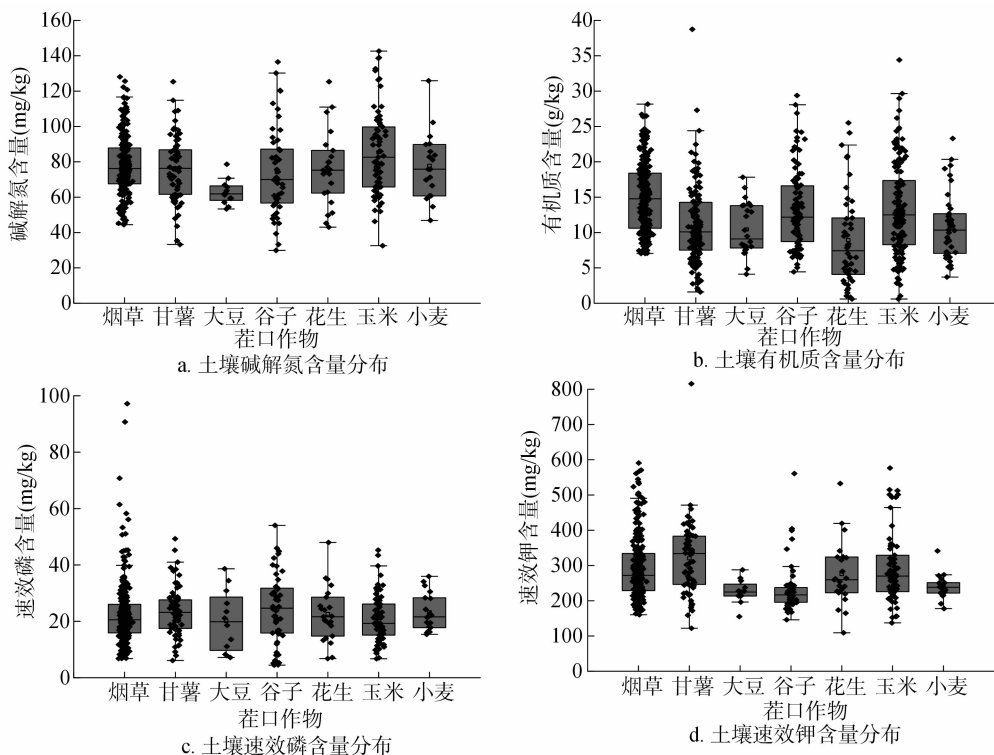 a
160
140
120
100
80
60
40
20
0
碱解氮含量(mg/kg)
烟草 甘薯 大豆 谷子 花生 玉米 小麦
茬口作物
a. 土壤碱解氮含量分布
b
40
35
30
25
20
15
10
5
0
有机质含量(g/kg)
烟草 甘薯 大豆 谷子 花生 玉米 小麦
茬口作物
b. 土壤有机质含量分布
100
80
60
40
20
0
速效磷含量(mg/kg)
烟草 甘薯 大豆 谷子 花生 玉米 小麦
茬口作物
c. 土壤速效磷含量分布
800
600
500
400
300
200
100
0
速效钾含量(mg/kg)
烟草 甘薯 大豆 谷子 花生 玉米 小麦
茬口作物
d. 土壤速效钾含量分布